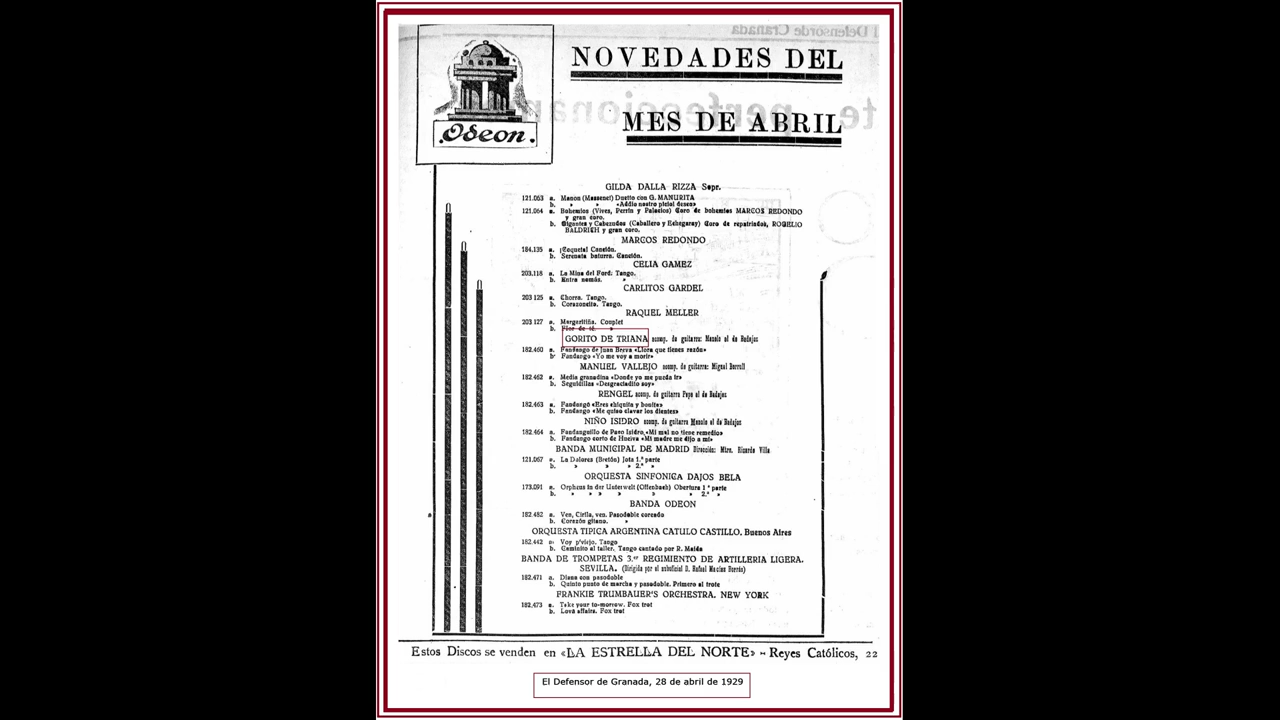 NOVEDADES DEL
MES DE ABRIL
.Odeon.
GILDA DALLA RIZZA Sopr.
121.063 a. Manon (Massenet) Duetto con G. MANURITA
b. » » «Addio nostro picìol desco»
121.064 a. Bohemios (Vives, Perrin y Palacios) Coro de bohemios MARCOS REDONDO
y gran coro.
b. Gigantes y Cabezudos (Caballero y Echegaray) Coro de repatriados, ROGELIO
BALDRICH y gran coro.
MARCOS REDONDO
184.135 a. ¡Coqueta! Canción.
b. Serenata baturra. Canción.
CELIA GAMEZ
203.118 a. La Mina del Ford: Tango.
b. Entra nomás. »
CARLITOS GARDEL
203 125 a. Chorra. Tango.
b. Corazoncito. Tango.
RAQUEL MELLER
203 127 a. Margaritiña. Couplet
b. Flor de té. »
GORITO DE TRIANA acomp. de guitarra: Manolo el de Badajoz
182.460 a. Fandango de Juan Breva «Llora que tienes razón»
b. Fandango «Yo me voy a morir»
MANUEL VALLEJO acomp. de guitarra: Miguel Borrull
182.462 a. Media granadina «Donde yo me pueda ir»
b. Seguidillas «Desgraciadito soy»
RENGEL acomp. de guitarra Pepe el de Badajoz
182.463 a. Fandango «Eres chiquita y bonita»
b. Fandango «Me quiso clavar los dientes»
NIÑO ISIDRO acomp. de guitarra Manolo el de Badajoz
182.464 a. Fandanguillo de Paco Isidro, «Mi mal no tiene remedio»
b. Fandango corto de Huelva «Mi madre me dijo a mi»
BANDA MUNICIPAL DE MADRID Dirección: Mtro. Ricardo Villa
121.067 a. La Dolores (Bretón) Jota 1.ª parte
b. » » » 2.ª »
ORQUESTA SINFONICA DAJOS BELA
173.091 a. Orpheus in der Unterwelt (Offenbach) Obertura 1.ª parte
b. » » » » » » 2.ª »
BANDA ODEON
182.482 a. Ven, Cirila, ven. Pasodoble coreado
b. Corazón gitano. »
ORQUESTA TIPICA ARGENTINA CATULO CASTILLO. Buenos Aires
182.442 a: Voy p'viejo. Tango
b. Caminito al taller. Tango cantado por R. Maida
BANDA DE TROMPETAS 3.er REGIMIENTO DE ARTILLERIA LIGERA.
SEVILLA. (Dirigida por el suboficial D. Rafael Macías Borrás)
182.471 a. Diana con pasodoble
b. Quinto punto de marcha y pasodoble. Primero al trote
FRANKIE TRUMBAUER'S ORCHESTRA. NEW YORK
182.473 a. Take your to-morrow. Fox trot
b. Lova affairs. Fox trot
Estos Discos se venden en «LA ESTRELLA DEL NORTE» - Reyes Católicos, 22
El Defensor de Granada, 28 de abril de 1929